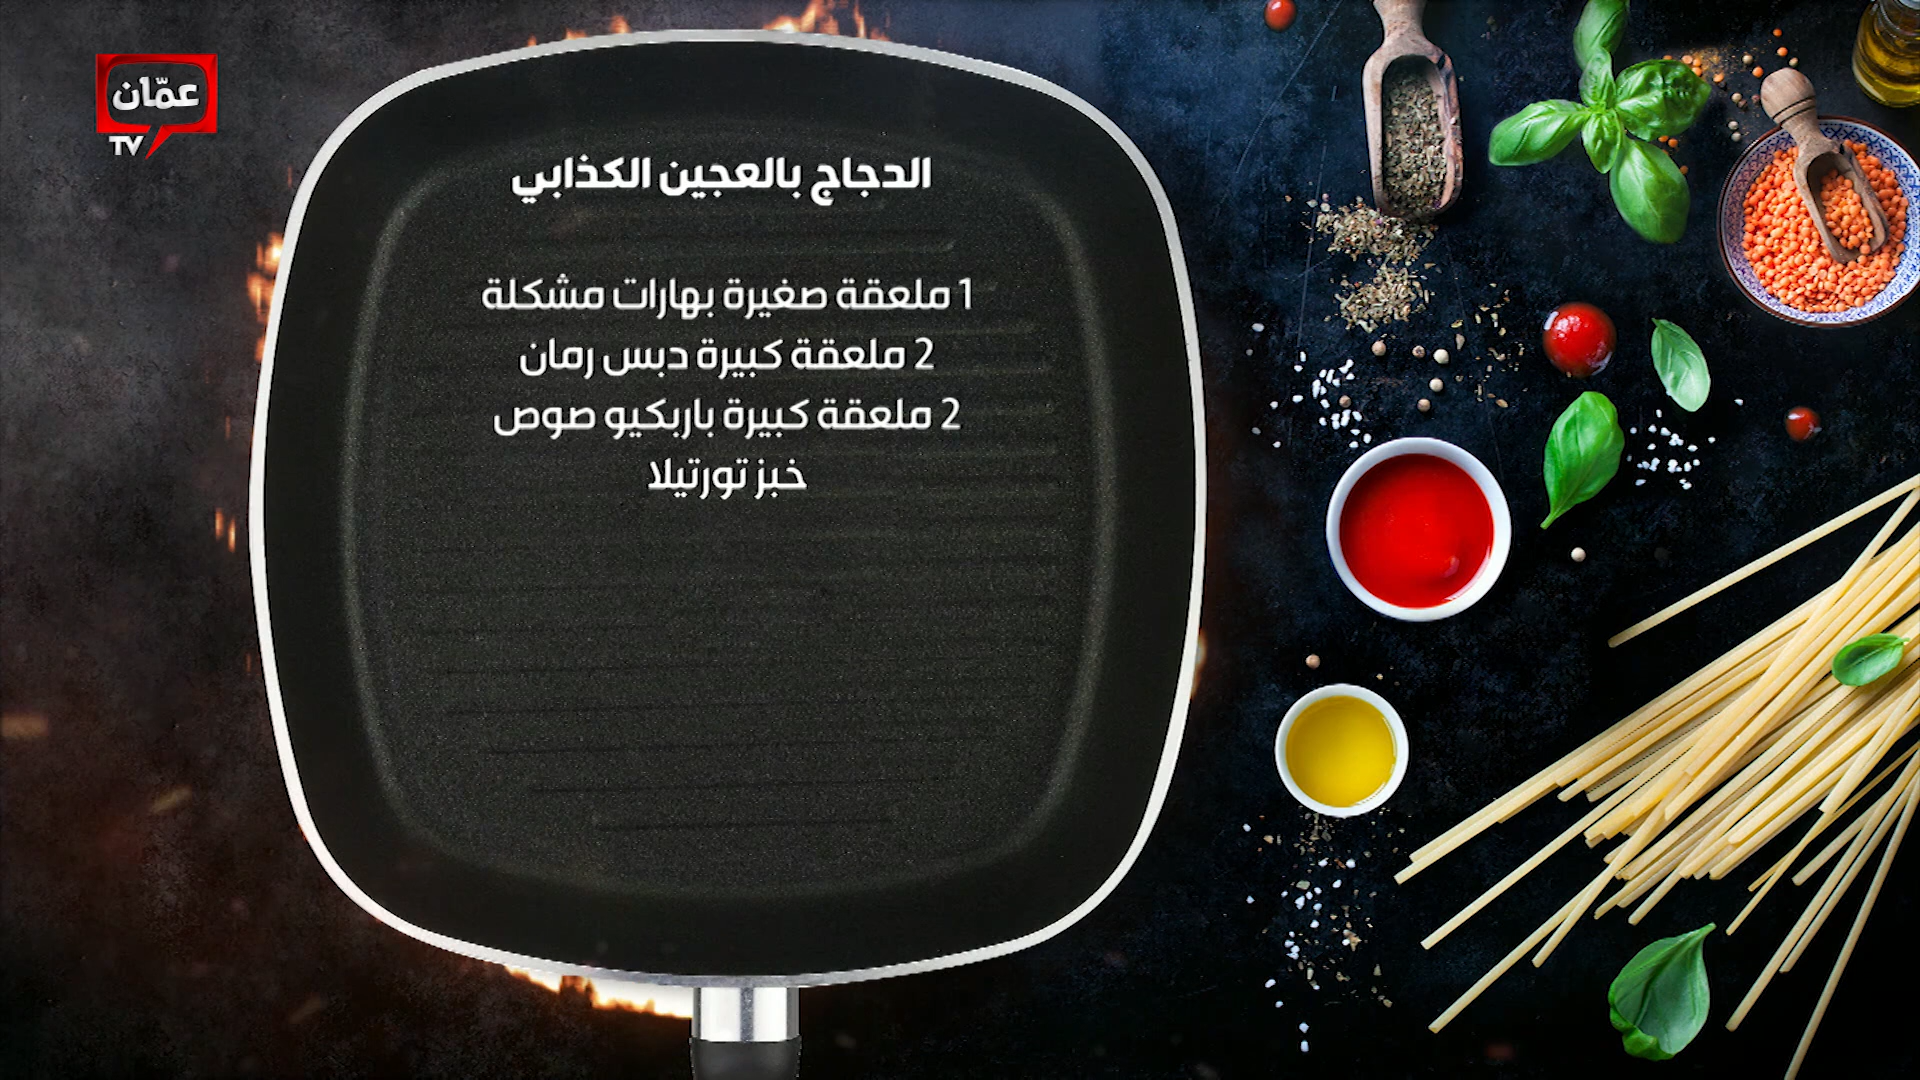 عمّان
TV
الدجاج بالعجين الكذابي
1 ملعقة صغيرة بهارات مشكلة
2 ملعقة كبيرة دبس رمان
2 ملعقة كبيرة باربكيو صوص
خبز تورتيلا